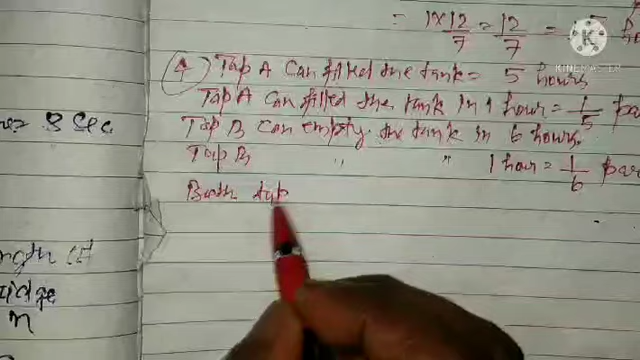 = 1×12/7 = 12/7 =
4) Tap A can filled the tank = 5 hours
Tap A can filled the tank in 1 hour = 1/5 par
Tap B can empty the tank in 6 hours.
Tap B " " 1 hour = 1/6 par
Both tap
= 3 Sec
ngth of
idge
n
K
KINEMASTER